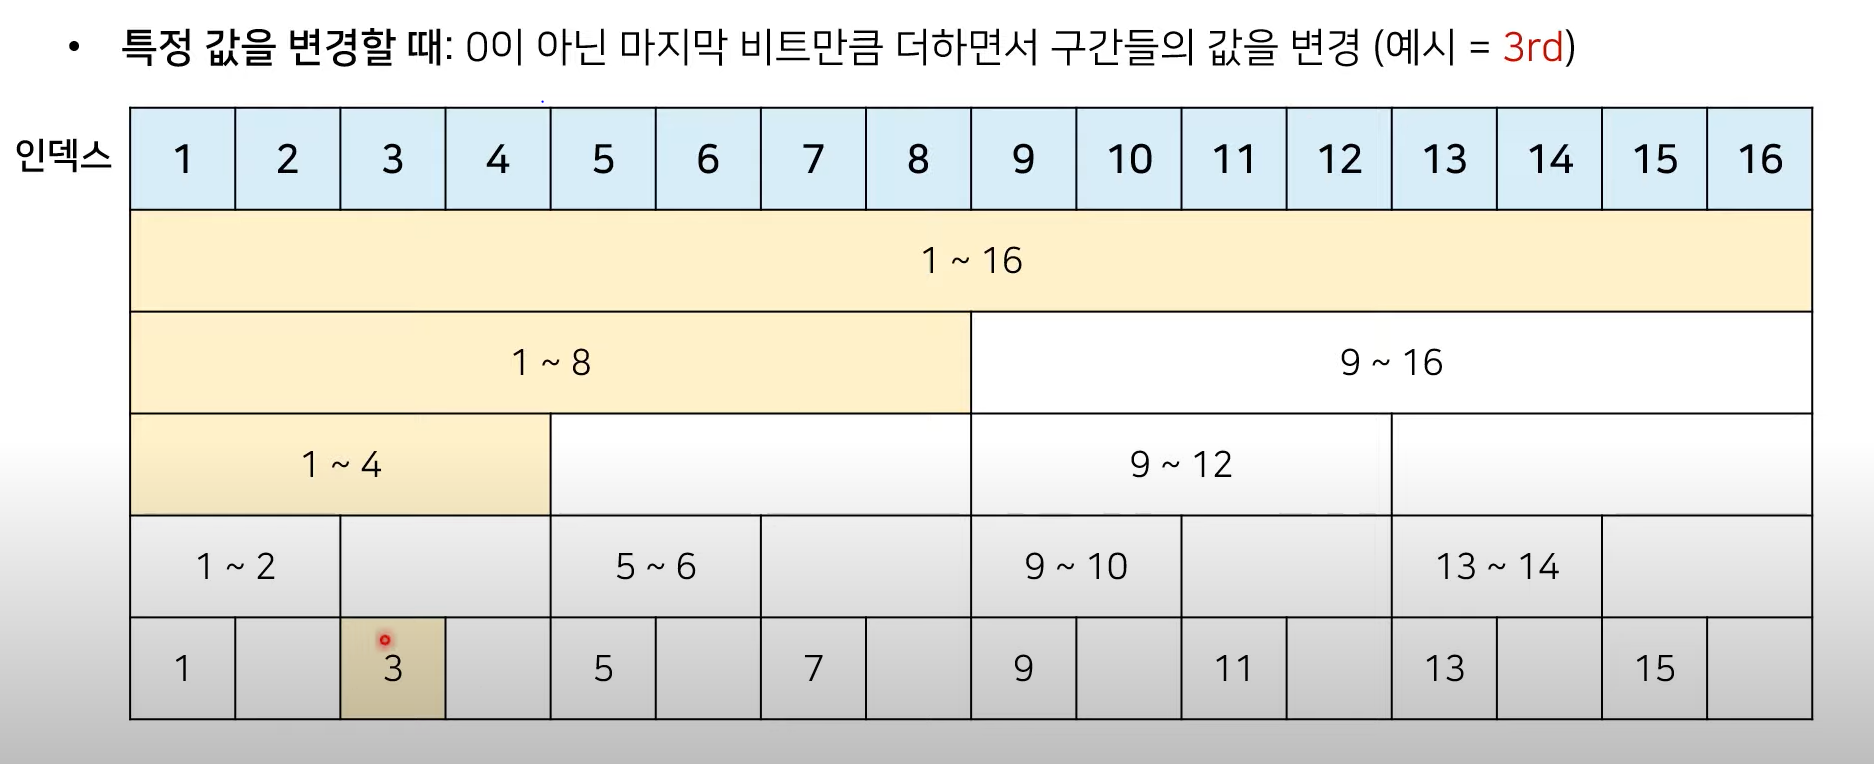 • 특정 값을 변경할 때: 0이 아닌 마지막 비트만큼 더하면서 구간들의 값을 변경 (예시 = 3rd)
인덱스 1 2 3 4 5 6 7 8 9 10 11 12 13 14 15 16
1 ~ 16
1 ~ 8 9 ~ 16
1 ~ 4 9 ~ 12
1 ~ 2 5 ~ 6 9 ~ 10 13 ~ 14
1 3 5 7 9 11 13 15